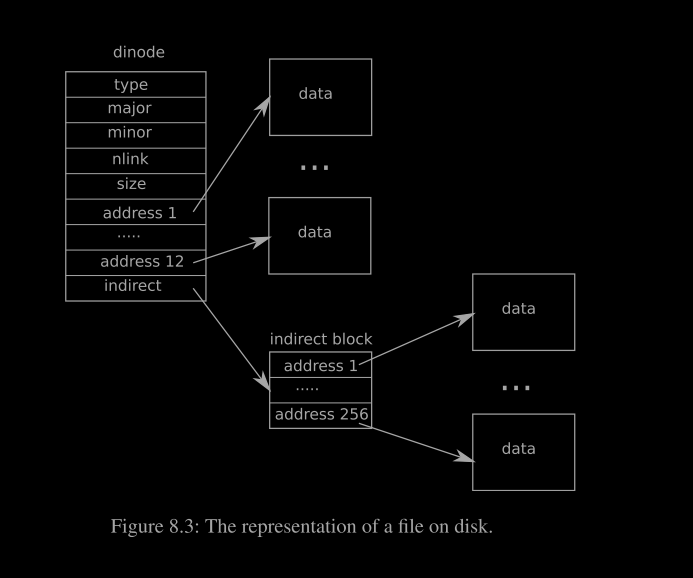 dinode
type
major
minor
nlink
size
address 1
.....
address 12
indirect
data
...
data
indirect block
address 1
.....
address 256
data
...
data
Figure 8.3: The representation of a file on disk.